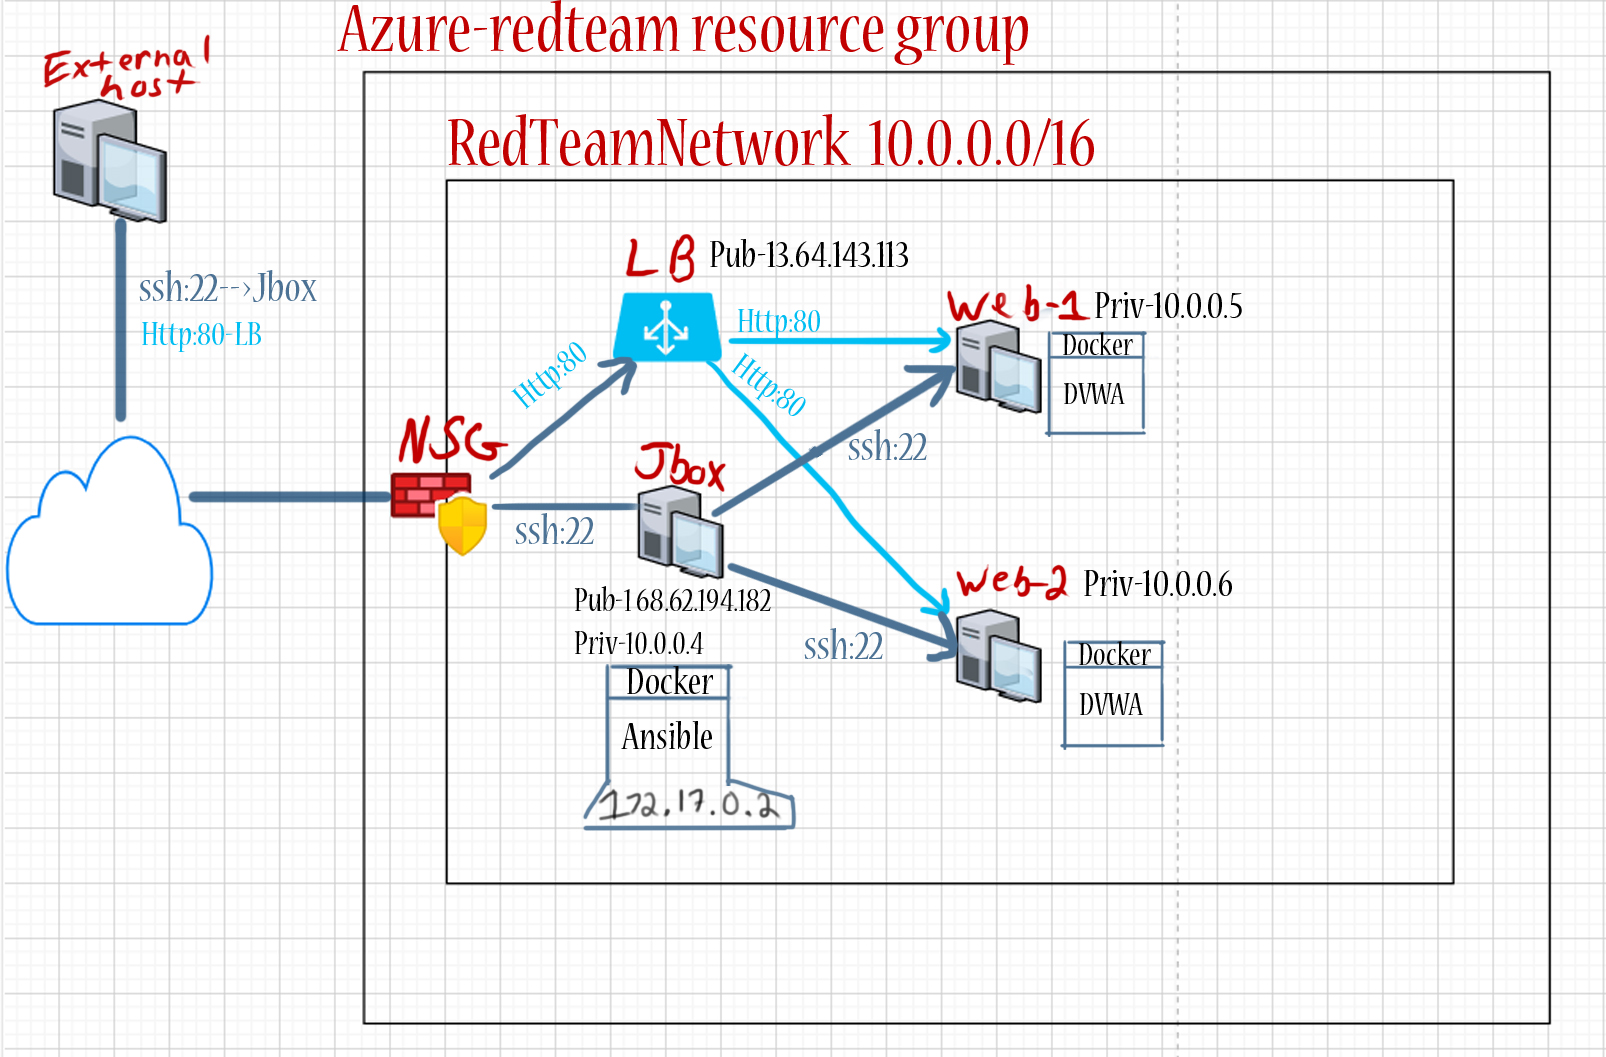 Azure-redteam resource group
External
host
RedTeamNetwork 10.0.0.0/16
LB Pub-13.64.143.113
ssh:22-->Jbox
Http:80-LB
Http:80
Http:80
Http:80
Web-1 Priv-10.0.0.5
Docker
DVWA
NSG
ssh:22
Jbox
ssh:22
Pub-168.62.194.182
Priv-10.0.0.4
ssh:22
Web-2 Priv-10.0.0.6
Docker
DVWA
Docker
Ansible
172.17.0.2